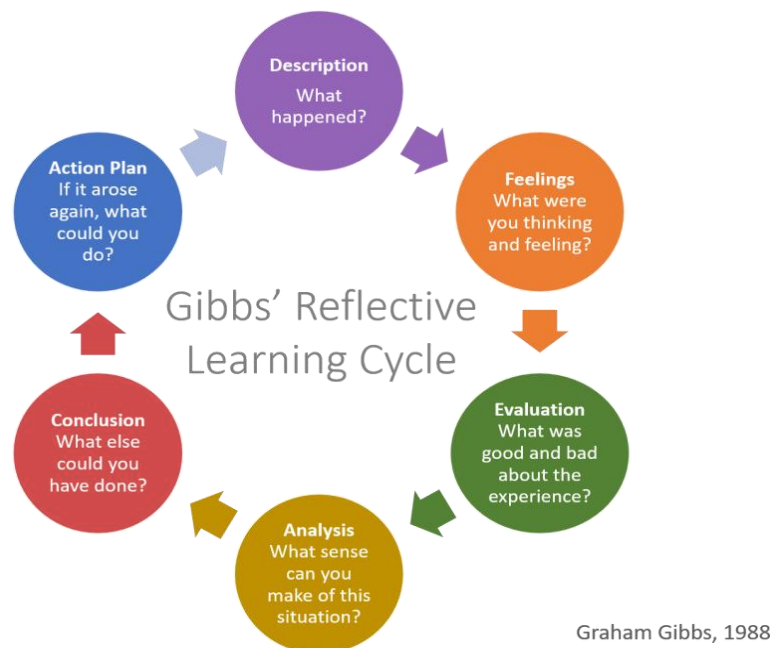 Description
What
happened?
Feelings
What were
you thinking
and feeling?
Evaluation
What was
good and bad
about the
experience?
Analysis
What sense
can you
make of this
situation?
Conclusion
What else
could you
have done?
Action Plan
If it arose
again, what
could you
do?
Gibbs’ Reflective
Learning Cycle
Graham Gibbs, 1988